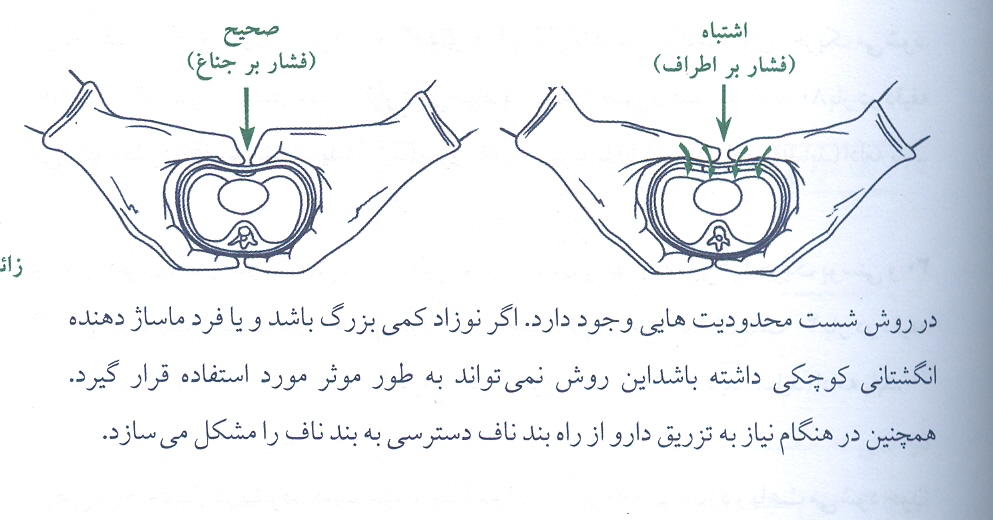 صحیح
(فشار بر جناغ)
اشتباه
(فشار بر اطراف)
زائ
در روش شست محدودیت هایی وجود دارد. اگر نوزاد کمی بزرگ باشد و یا فرد ماساژ دهنده
انگشتانی کوچکی داشته باشداین روش نمی‌تواند به طور موثر مورد استفاده قرار گیرد.
همچنین در هنگام نیاز به تزریق دارو از راه بند ناف دسترسی به بند ناف را مشکل می سازد.